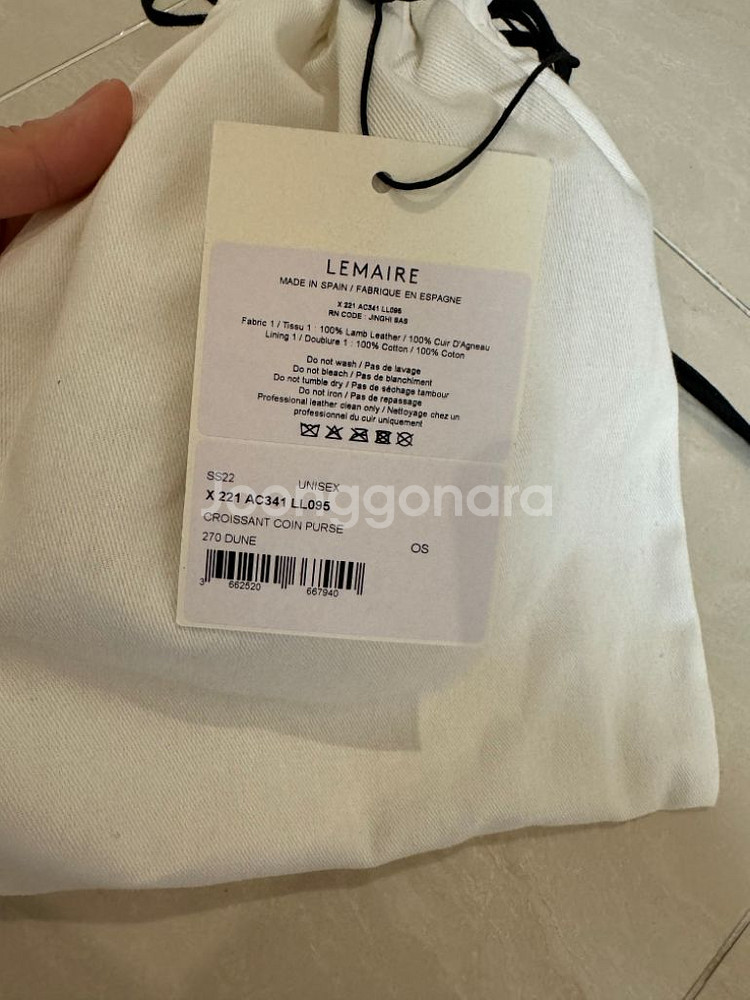 LEMAIRE
MADE IN SPAIN / FABRIQUE EN ESPAGNE
X 221 AC341 LL095
RN CODE : JINGHI SAS
Fabric 1 / Tissu 1 : 100% Lamb Leather / 100% Cuir D'Agneau
Lining 1 / Doublure 1 : 100% Cotton / 100% Coton
Do not wash / Pas de lavage
Do not bleach / Pas de blanchiment
Do not tumble dry / Pas de séchage tambour
Do not iron / Pas de repassage
Professional leather clean only / Nettoyage chez un
professionnel du cuir uniquement
SS22 UNISEX
Joonggonara
X 221 AC341 LL095
CROISSANT COIN PURSE
270 DUNE OS
3 662520 667940